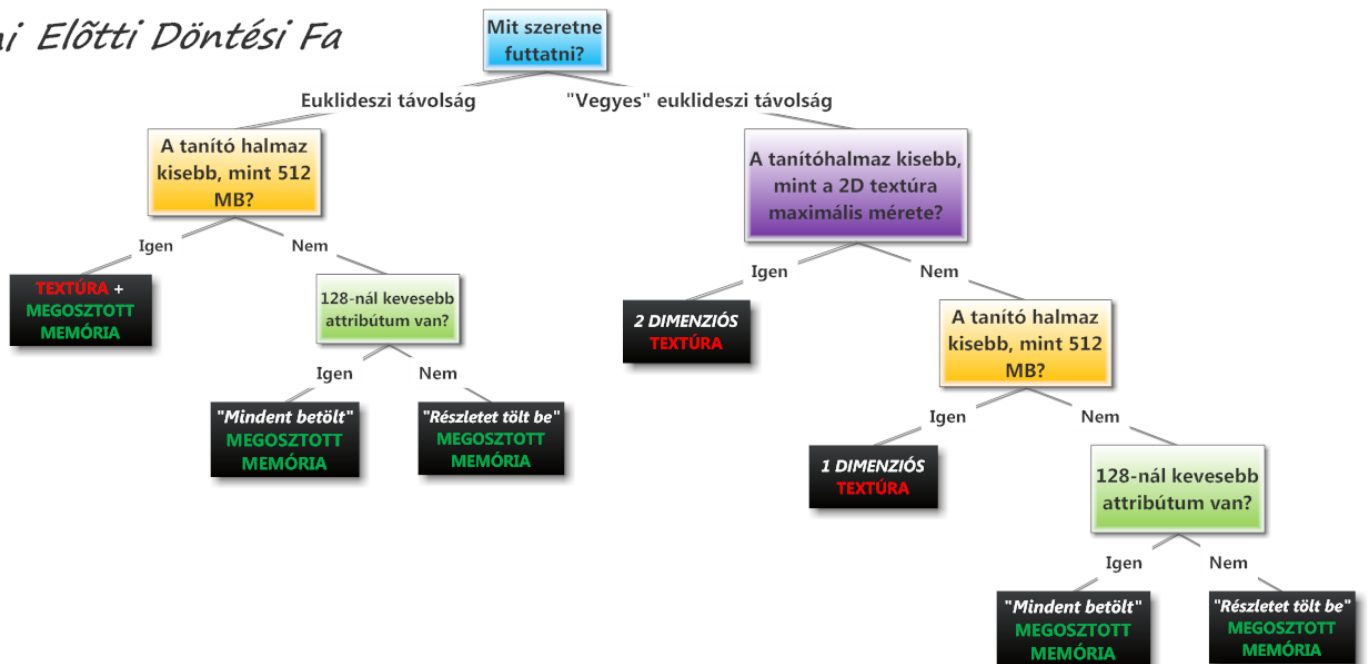 Előtti Döntési Fa
Mit szeretne
futtatni?
Euklideszi távolság
"Vegyes" euklideszi távolság
A tanító halmaz
kisebb, mint 512
MB?
A tanítóhalmaz kisebb,
mint a 2D textúra
maximális mérete?
Igen
Nem
Igen
Nem
TEXTÚRA +
MEGOSZTOTT
MEMÓRIA
128-nál kevesebb
attribútum van?
2 DIMENZIÓS
TEXTÚRA
A tanító halmaz
kisebb, mint 512
MB?
Igen
Nem
Igen
Nem
"Mindent betölt"
MEGOSZTOTT
MEMÓRIA
"Részletet tölt be"
MEGOSZTOTT
MEMÓRIA
1 DIMENZIÓS
TEXTÚRA
128-nál kevesebb
attribútum van?
Igen
Nem
"Mindent betölt"
MEGOSZTOTT
MEMÓRIA
"Részletet tölt be"
MEGOSZTOTT
MEMÓRIA